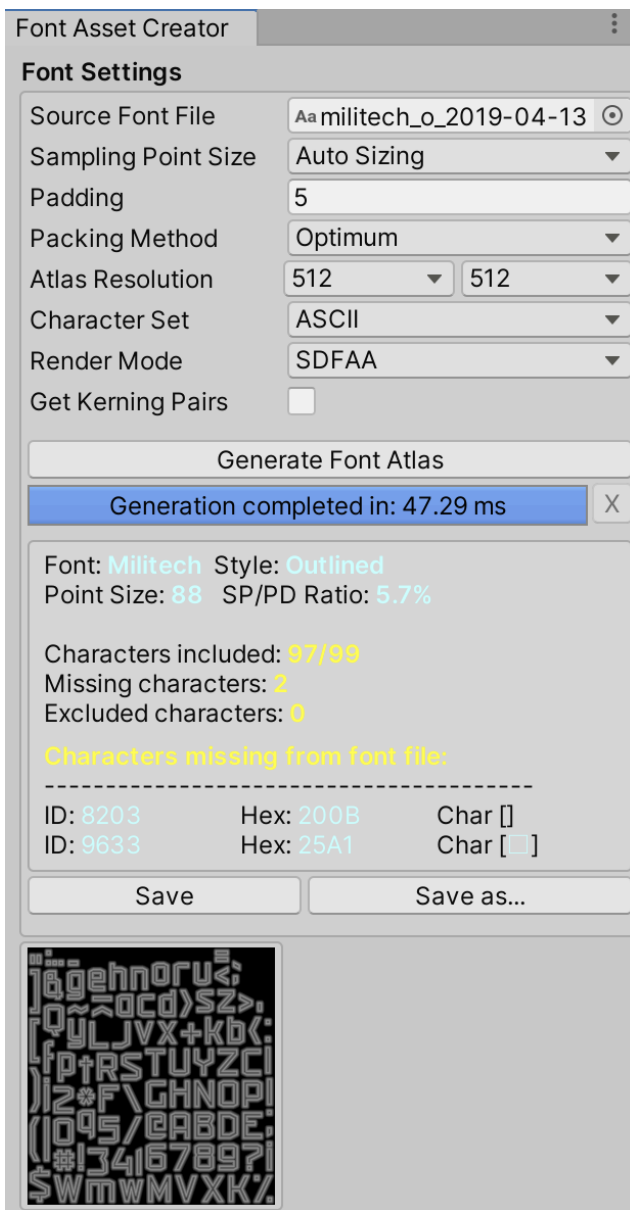 Font Asset Creator
Font Settings
Source Font File Aa militech_o_2019-04-13
Sampling Point Size Auto Sizing
Padding 5
Packing Method Optimum
Atlas Resolution 512 512
Character Set ASCII
Render Mode SDFAA
Get Kerning Pairs
Generate Font Atlas
Generation completed in: 47.29 ms X
Font: Militech Style: Outlined
Point Size: 88 SP/PD Ratio: 5.7%
Characters included: 97/99
Missing characters: 2
Excluded characters: 0
Characters missing from font file:
----------------------------------------
ID: 8203 Hex: 200B Char []
ID: 9633 Hex: 25A1 Char [□]
Save Save as...